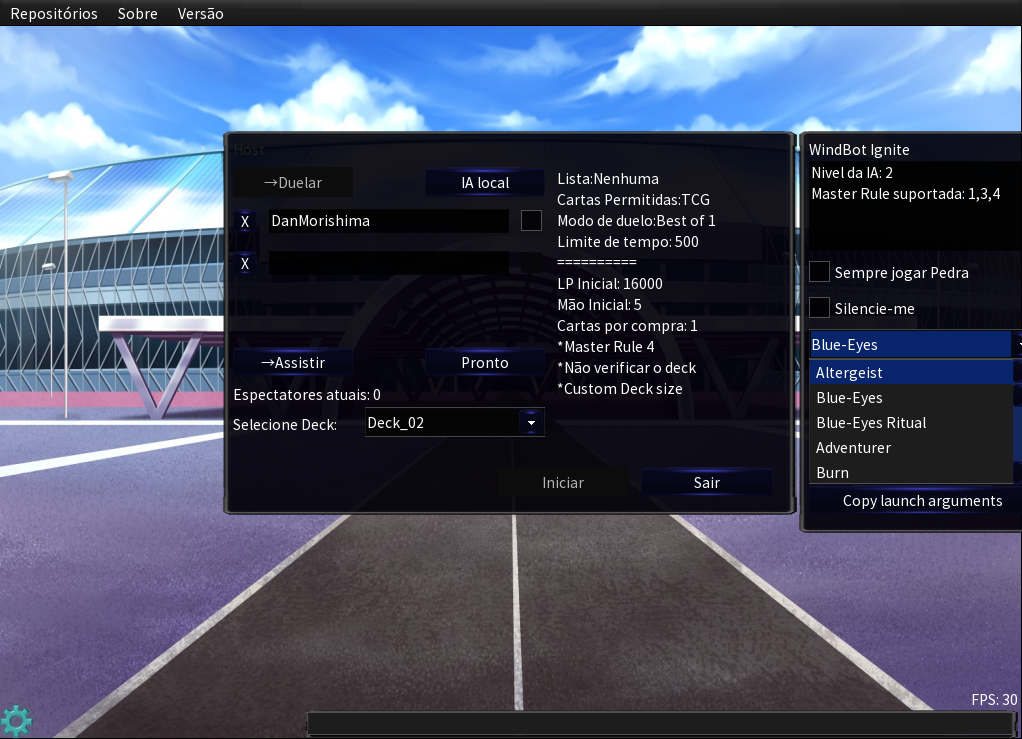 Repositórios Sobre Versão
Host
→Duelar
IA local
X DanMorishima
X
→Assistir
Pronto
Espectadores atuais: 0
Selecione Deck: Deck_02
Iniciar
Sair
Lista:Nenhuma
Cartas Permitidas:TCG
Modo de duelo:Best of 1
Limite de tempo: 500
==========
LP Inicial: 16000
Mão Inicial: 5
Cartas por compra: 1
*Master Rule 4
*Não verificar o deck
*Custom Deck size
WindBot Ignite
Nivel da IA: 2
Master Rule suportada: 1,3,4
Sempre jogar Pedra
Silencie-me
Blue-Eyes
Altergeist
Blue-Eyes
Blue-Eyes Ritual
Adventurer
Burn
Copy launch arguments
FPS: 30